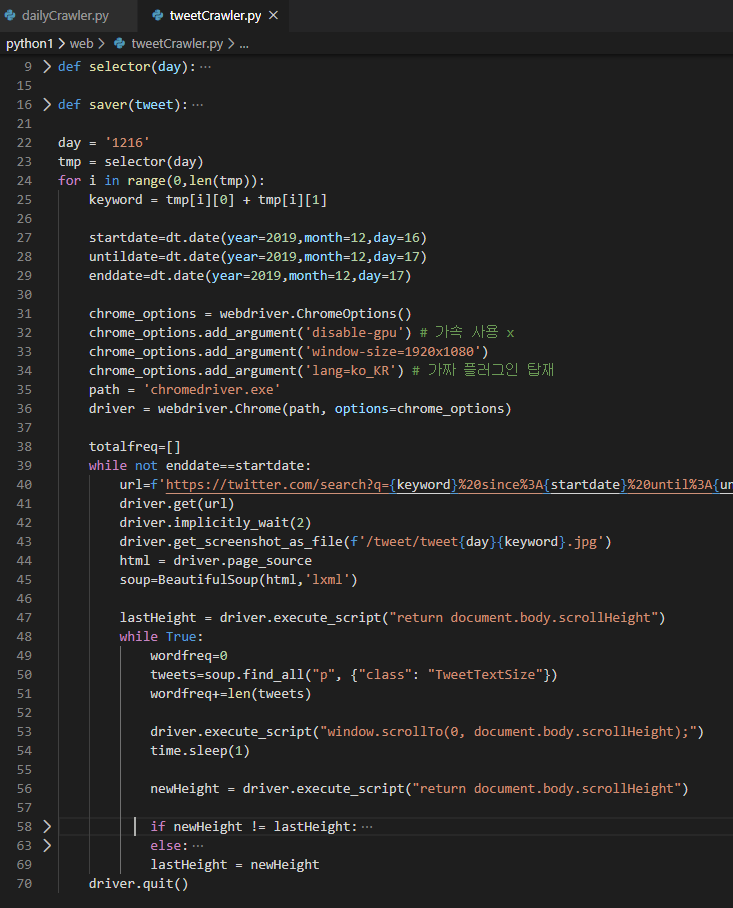 dailyCrawler.py tweetCrawler.py ×
python1 > web > tweetCrawler.py > ...
9 > def selector(day): ···
15
16 > def saver(tweet): ···
21
22 day = '1216'
23 tmp = selector(day)
24 for i in range(0,len(tmp)):
25     keyword = tmp[i][0] + tmp[i][1]
26
27     startdate=dt.date(year=2019,month=12,day=16)
28     untildate=dt.date(year=2019,month=12,day=17)
29     enddate=dt.date(year=2019,month=12,day=17)
30
31     chrome_options = webdriver.ChromeOptions()
32     chrome_options.add_argument('disable-gpu') # 가속 사용 x
33     chrome_options.add_argument('window-size=1920x1080')
34     chrome_options.add_argument('lang=ko_KR') # 가짜 플러그인 탑재
35     path = 'chromedriver.exe'
36     driver = webdriver.Chrome(path, options=chrome_options)
37
38     totalfreq=[]
39     while not enddate==startdate:
40         url=f'https://twitter.com/search?q={keyword}%20since%3A{startdate}%20until%3A{un
41         driver.get(url)
42         driver.implicitly_wait(2)
43         driver.get_screenshot_as_file(f'/tweet/tweet{day}{keyword}.jpg')
44         html = driver.page_source
45         soup=BeautifulSoup(html,'lxml')
46
47         lastHeight = driver.execute_script("return document.body.scrollHeight")
48         while True:
49             wordfreq=0
50             tweets=soup.find_all("p", {"class": "TweetTextSize"})
51             wordfreq+=len(tweets)
52
53             driver.execute_script("window.scrollTo(0, document.body.scrollHeight);")
54             time.sleep(1)
55
56             newHeight = driver.execute_script("return document.body.scrollHeight")
57
58 >             if newHeight != lastHeight: ···
63 >             else: ···
69             lastHeight = newHeight
70     driver.quit()